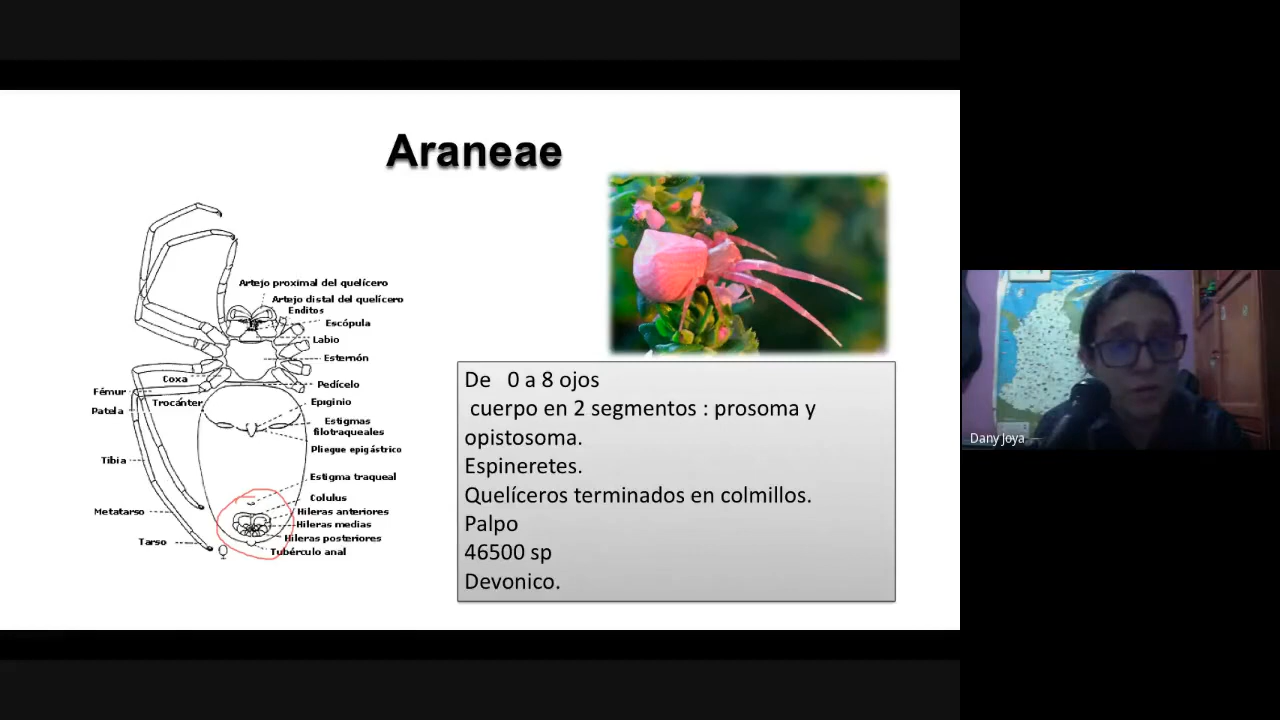 Araneae
Artejo proximal del quelícero
Artejo distal del quelícero
Enditos
Escópula
Labio
Esternón
Coxa
Pedícelo
Fémur
Trocánter
Epiginio
Patela
Estigmas
filotraqueales
Pliegue epigástrico
Tibia
Estigma traqueal
Colulus
Metatarso
Hileras anteriores
Hileras medias
Hileras posteriores
Tarso
Tubérculo anal
De 0 a 8 ojos
cuerpo en 2 segmentos : prosoma y
opistosoma.
Espineretes.
Quelíceros terminados en colmillos.
Palpo
46500 sp
Devonico.
Dany Joya